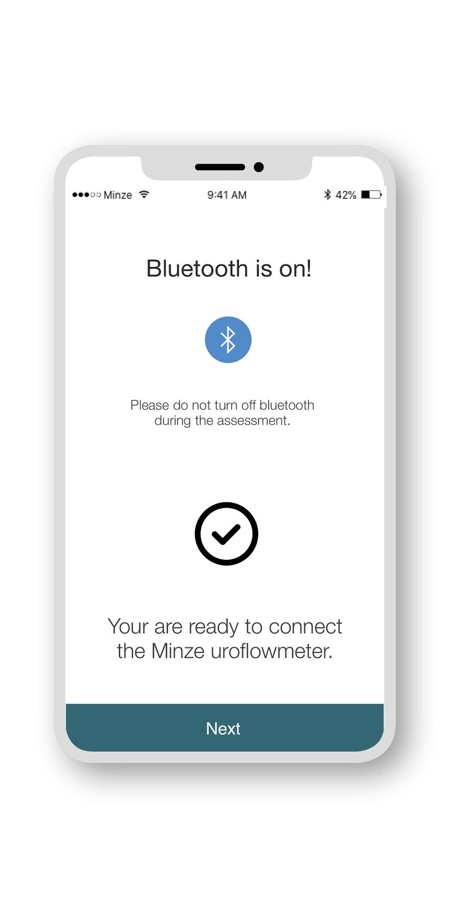 Minze 9:41 AM 42%
Bluetooth is on!
Please do not turn off bluetooth
during the assessment.
Your are ready to connect
the Minze uroflowmeter.
Next